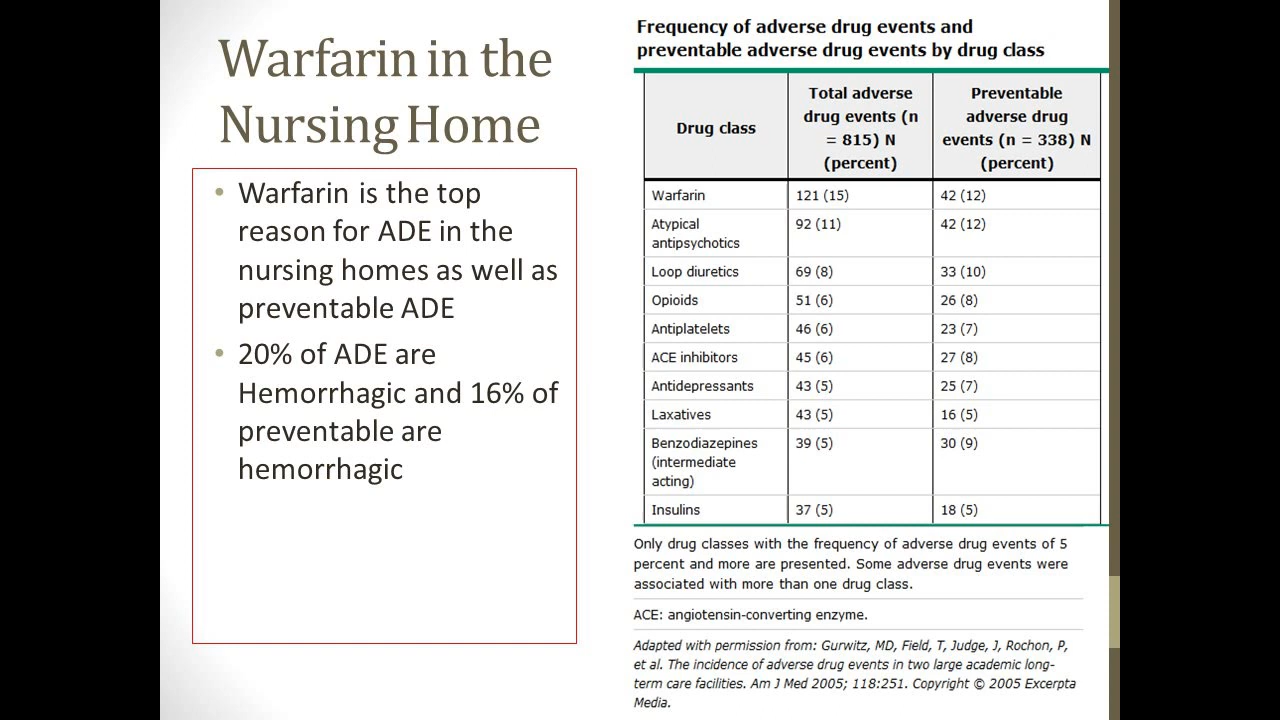 Warfarin in the
Nursing Home
• Warfarin is the top
reason for ADE in the
nursing homes as well as
preventable ADE
• 20% of ADE are
Hemorrhagic and 16% of
preventable are
hemorrhagic
Frequency of adverse drug events and
preventable adverse drug events by drug class
Drug class
Total adverse
drug events (n
= 815) N
(percent)
Preventable
adverse drug
events (n = 338) N
(percent)
Warfarin 121 (15) 42 (12)
Atypical
antipsychotics 92 (11) 42 (12)
Loop diuretics 69 (8) 33 (10)
Opioids 51 (6) 26 (8)
Antiplatelets 46 (6) 23 (7)
ACE inhibitors 45 (6) 27 (8)
Antidepressants 43 (5) 25 (7)
Laxatives 43 (5) 16 (5)
Benzodiazepines
(intermediate
acting) 39 (5) 30 (9)
Insulins 37 (5) 18 (5)
Only drug classes with the frequency of adverse drug events of 5
percent and more are presented. Some adverse drug events were
associated with more than one drug class.
ACE: angiotensin-converting enzyme.
Adapted with permission from: Gurwitz, MD, Field, T, Judge, J, Rochon, P,
et al. The incidence of adverse drug events in two large academic long-
term care facilities. Am J Med 2005; 118:251. Copyright © 2005 Excerpta
Media.